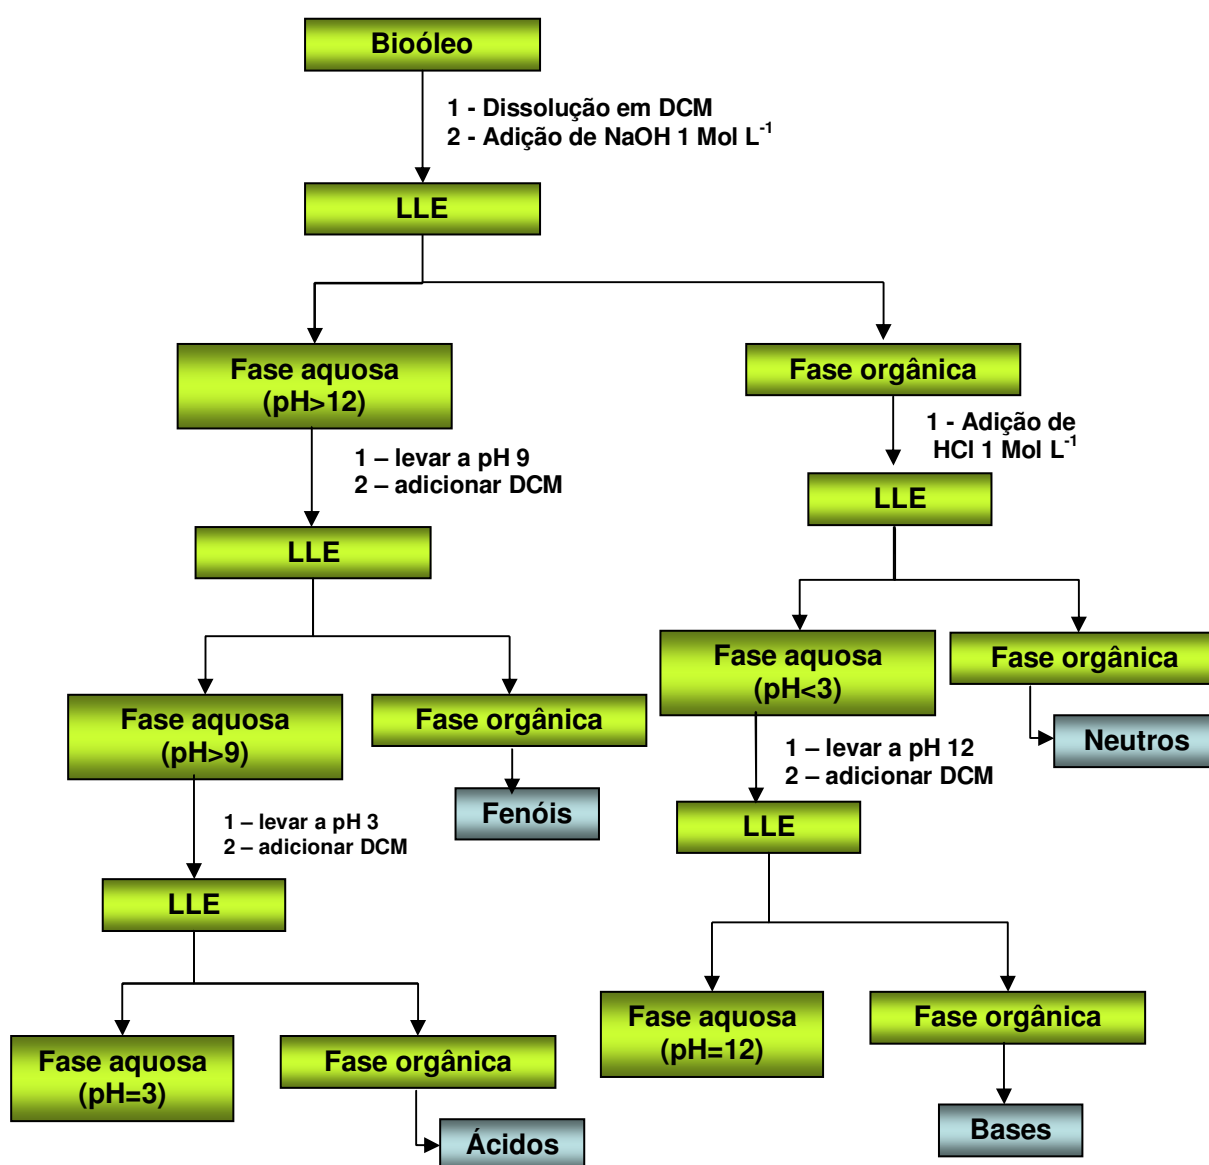 Bioóleo
1 - Dissolução em DCM
2 - Adição de NaOH 1 Mol L⁻¹
LLE
Fase aquosa
(pH>12)
Fase orgânica
1 – levar a pH 9
2 – adicionar DCM
1 - Adição de
HCl 1 Mol L⁻¹
LLE
LLE
Fase aquosa
(pH>9)
Fase orgânica
Fenóis
Fase aquosa
(pH<3)
Fase orgânica
Neutros
1 – levar a pH 3
2 – adicionar DCM
1 – levar a pH 12
2 – adicionar DCM
LLE
LLE
Fase aquosa
(pH=3)
Fase orgânica
Ácidos
Fase aquosa
(pH=12)
Fase orgânica
Bases